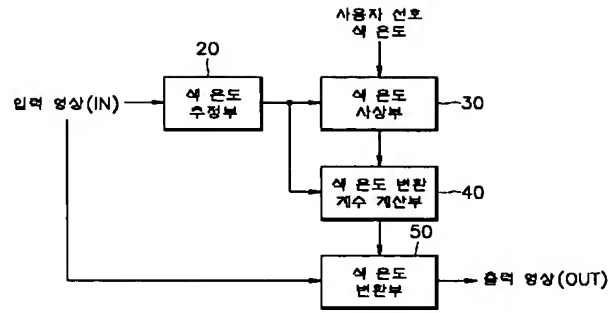 사용자 선호
색 온도
20
입력 영상(IN)
색 온도
추정부
색 온도
사상부
30
색 온도 변환
계수 계산부
40
50
색 온도
변환부
출력 영상(OUT)